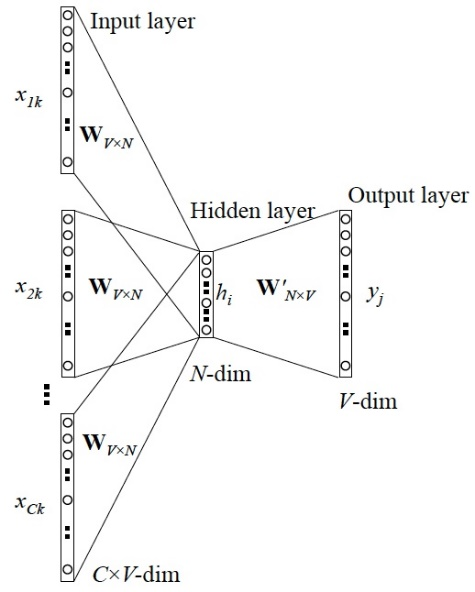 Input layer
x1k
WV×N
Hidden layer
Output layer
x2k
WV×N
hi
W'N×V
yj
N-dim
V-dim
WV×N
xCk
C×V-dim